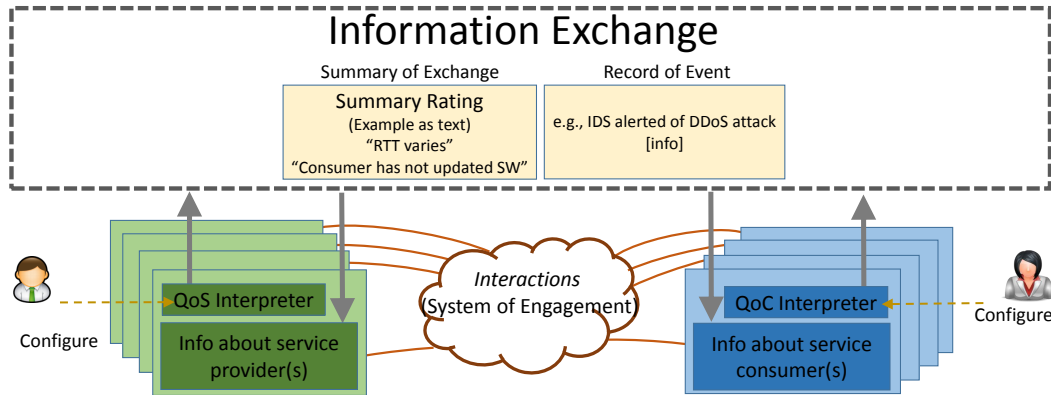 Information Exchange
Summary of Exchange
Record of Event
Summary Rating
(Example as text)
“RTT varies”
“Consumer has not updated SW”
e.g., IDS alerted of DDoS attack
[info]
Interactions
(System of Engagement)
QoS Interpreter
Info about service
provider(s)
Configure
QoC Interpreter
Info about service
consumer(s)
Configure